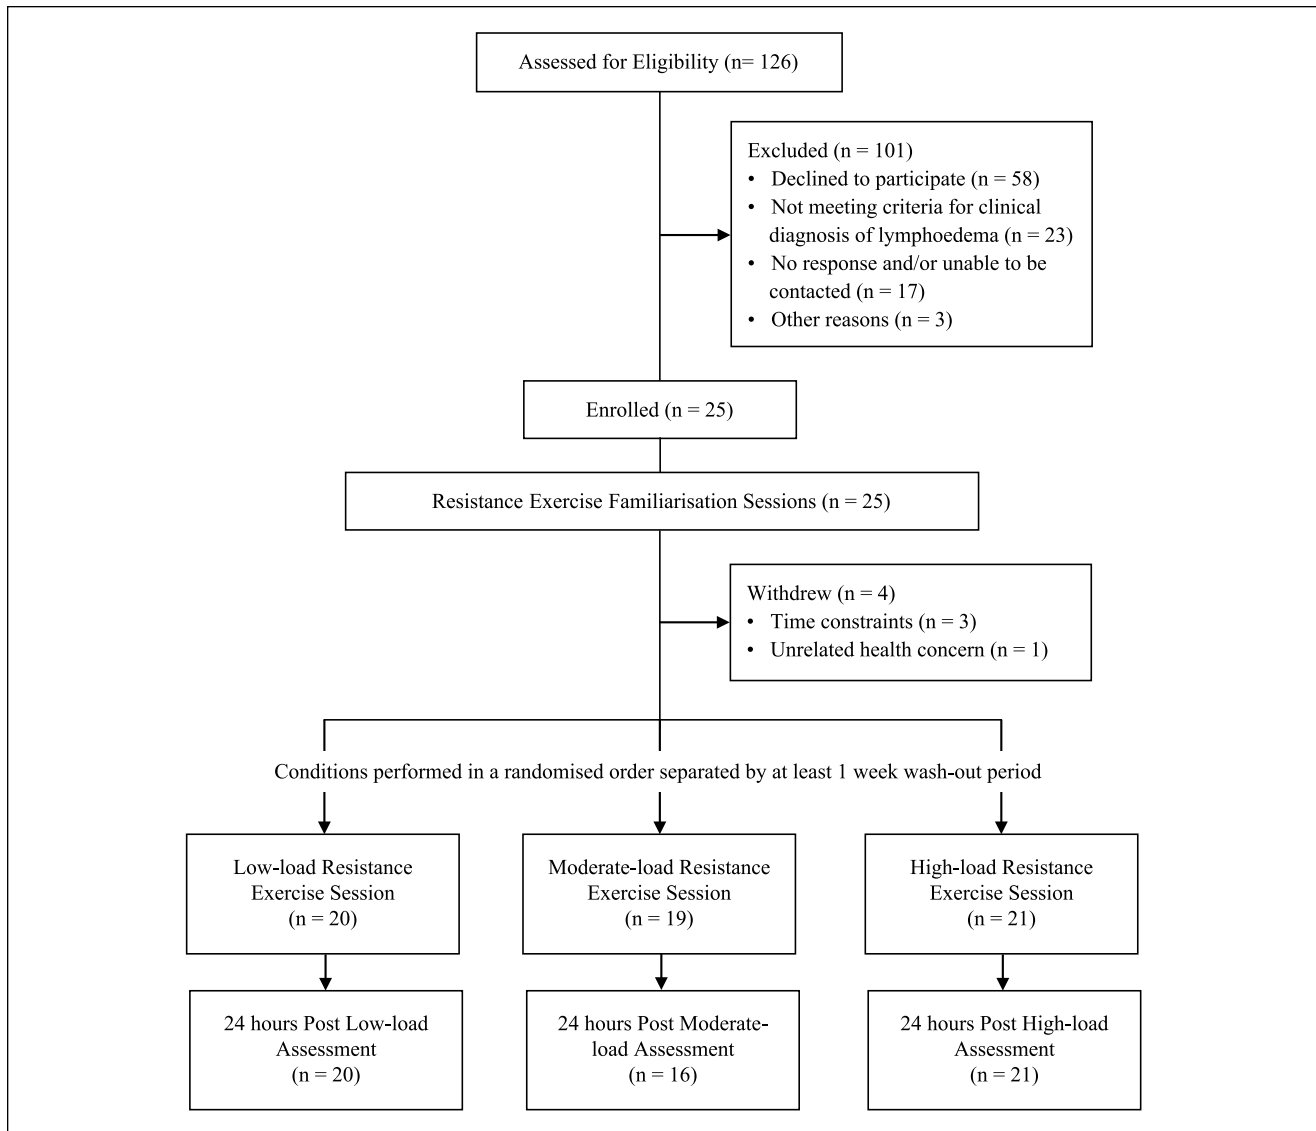 Assessed for Eligibility (n= 126)
Excluded (n = 101)
• Declined to participate (n = 58)
• Not meeting criteria for clinical
diagnosis of lymphoedema (n = 23)
• No response and/or unable to be
contacted (n = 17)
• Other reasons (n = 3)
Enrolled (n = 25)
Resistance Exercise Familiarisation Sessions (n = 25)
Withdrew (n = 4)
• Time constraints (n = 3)
• Unrelated health concern (n = 1)
Conditions performed in a randomised order separated by at least 1 week wash-out period
Low-load Resistance
Exercise Session
(n = 20)
Moderate-load Resistance
Exercise Session
(n = 19)
High-load Resistance
Exercise Session
(n = 21)
24 hours Post Low-load
Assessment
(n = 20)
24 hours Post Moderate-
load Assessment
(n = 16)
24 hours Post High-load
Assessment
(n = 21)